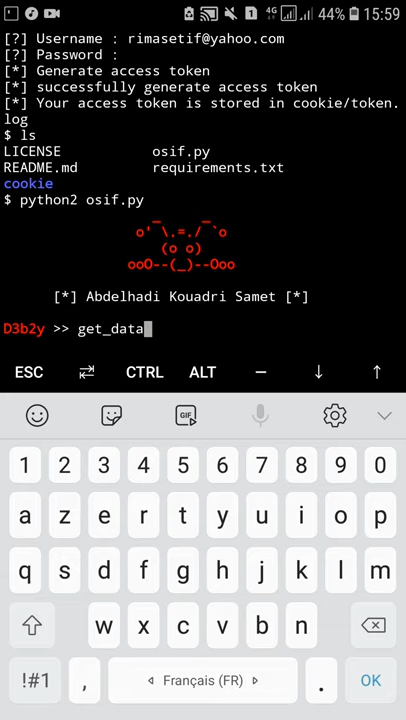 44% 15:59
[?] Username : rimasetif@yahoo.com
[?] Password :
[*] Generate access token
[*] successfully generate access token
[*] Your access token is stored in cookie/token.
log
$ ls
LICENSE osif.py
README.md requirements.txt
cookie
$ python2 osif.py
_ _
o' \.=./ `o
(o o)
ooO--(_)--Ooo
[*] Abdelhadi Kouadri Samet [*]
D3b2y >> get_data
ESC ⇄ CTRL ALT – ↓ ↑
GIF
1 2 3 4 5 6 7 8 9 0
a z e r t y u i o p
q s d f g h j k l m
w x c v b n
!#1 , Français (FR) . OK